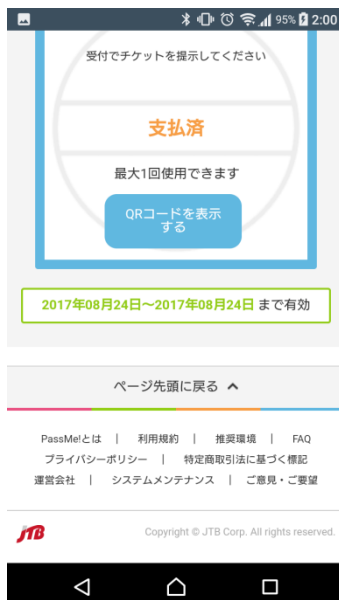 95% 2:00
受付でチケットを提示してください
支払済
最大1回使用できます
QRコードを表示
する
2017年08月24日～2017年08月24日 まで有効
ページ先頭に戻る
PassMe!とは | 利用規約 | 推奨環境 | FAQ
プライバシーポリシー | 特定商取引法に基づく標記
運営会社 | システムメンテナンス | ご意見・ご要望
JTB Copyright © JTB Corp. All rights reserved.